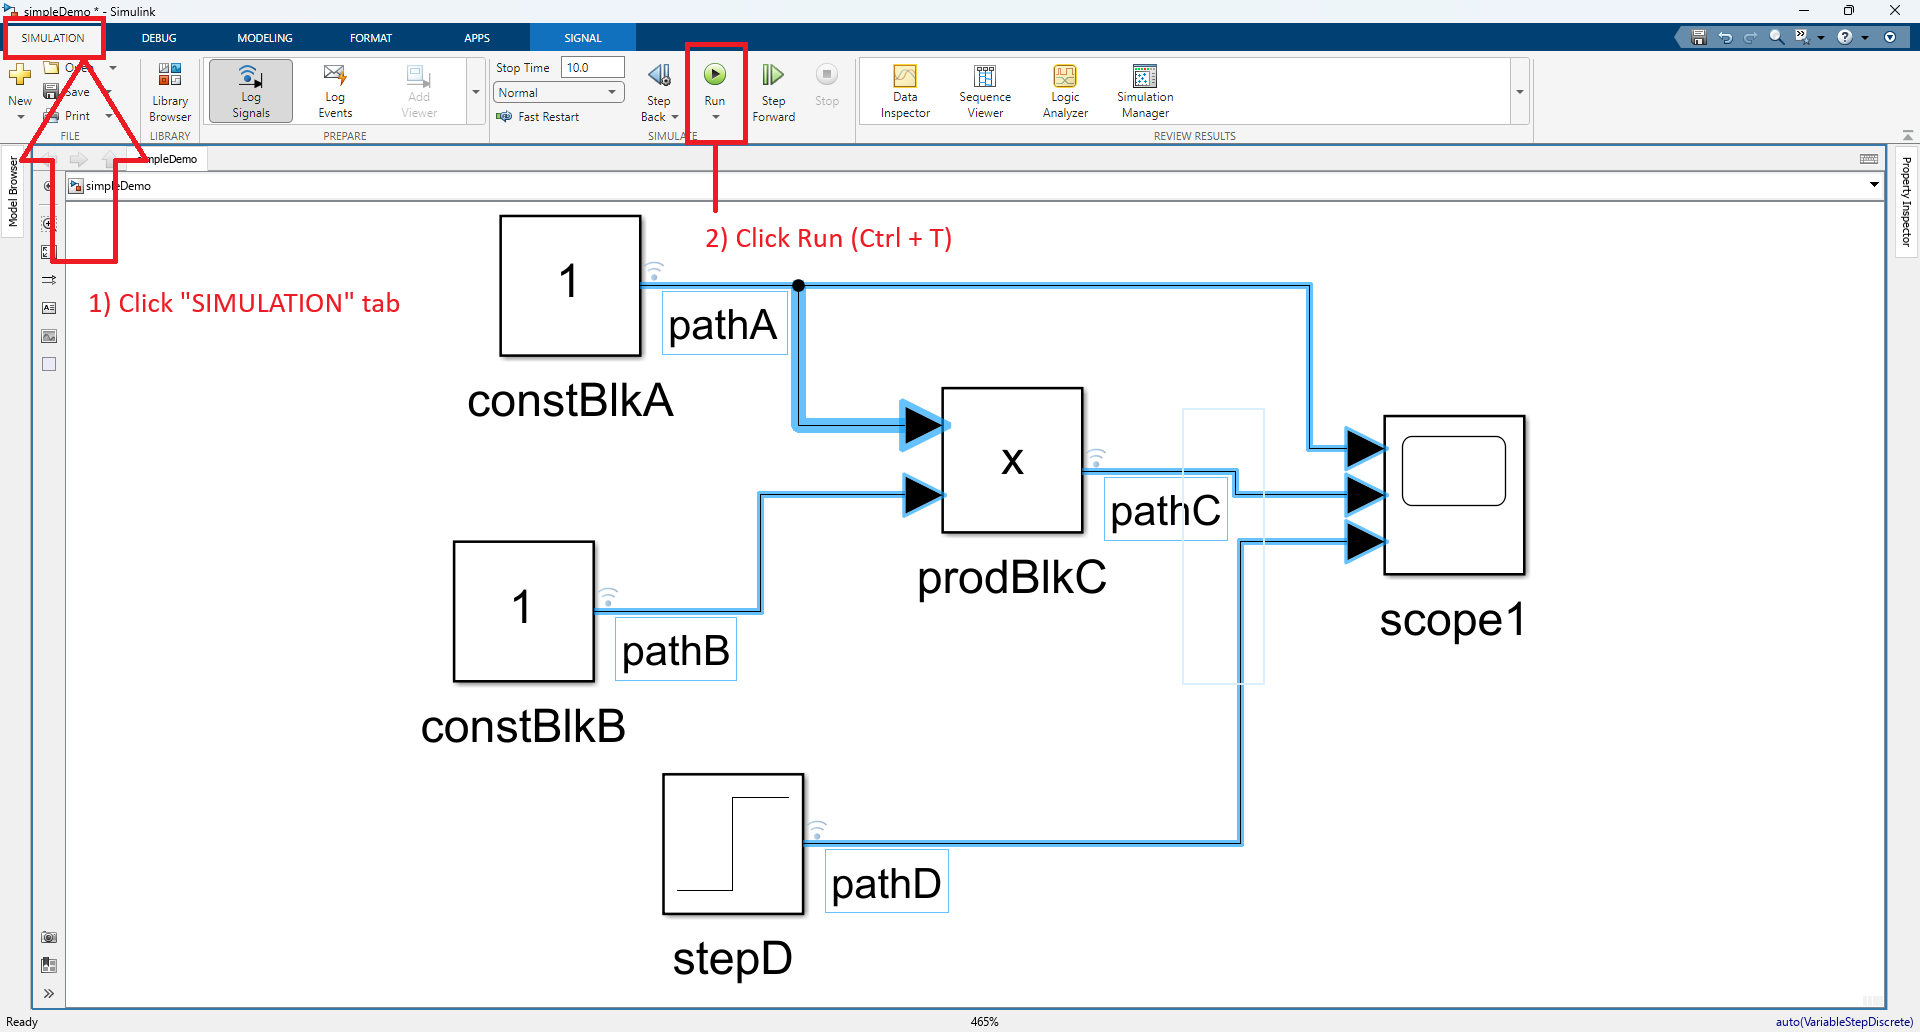 simpleDemo * - Simulink
SIMULATION
DEBUG
MODELING
FORMAT
APPS
SIGNAL
New
Save
Print
FILE
Library
Browser
LIBRARY
Log
Signals
Log
Events
Add
Viewer
PREPARE
Stop Time
10.0
Normal
Fast Restart
Step
Back
Run
Step
Forward
Stop
SIMULATE
Data
Inspector
Sequence
Viewer
Logic
Analyzer
Simulation
Manager
REVIEW RESULTS
Model Browser
simpleDemo
simpleDemo
Property Inspector
1) Click "SIMULATION" tab
2) Click Run (Ctrl + T)
1
pathA
constBlkA
x
pathC
prodBlkC
scope1
1
pathB
constBlkB
pathD
stepD
Ready
465%
auto(VariableStepDiscrete)